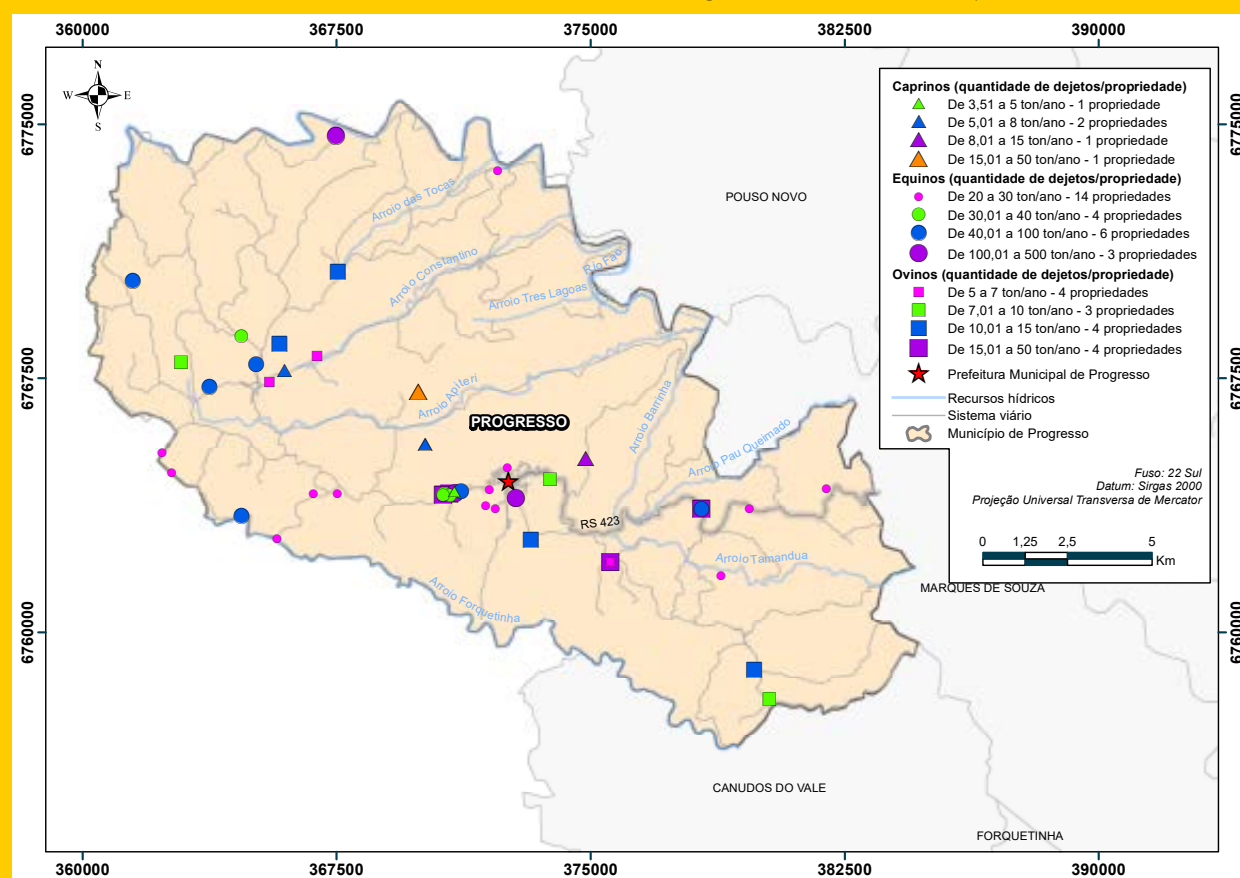 360000 367500 375000 382500 390000
6775000
6775000
N
W E
S
Caprinos (quantidade de dejetos/propriedade)
De 3,51 a 5 ton/ano - 1 propriedade
De 5,01 a 8 ton/ano - 2 propriedades
De 8,01 a 15 ton/ano - 1 propriedade
De 15,01 a 50 ton/ano - 1 propriedade
Equinos (quantidade de dejetos/propriedade)
De 20 a 30 ton/ano - 14 propriedades
De 30,01 a 40 ton/ano - 4 propriedades
De 40,01 a 100 ton/ano - 6 propriedades
De 100,01 a 500 ton/ano - 3 propriedades
Ovinos (quantidade de dejetos/propriedade)
De 5 a 7 ton/ano - 4 propriedades
De 7,01 a 10 ton/ano - 3 propriedades
De 10,01 a 15 ton/ano - 4 propriedades
De 15,01 a 50 ton/ano - 4 propriedades
Prefeitura Municipal de Progresso
Recursos hídricos
Sistema viário
Município de Progresso
Fuso: 22 Sul
Datum: Sirgas 2000
Projeção Universal Transversa de Mercator
0 1,25 2,5 5
Km
POUSO NOVO
Arroio das Tocas
Arroio Constantino
Rio Fão
Arroio Tres Lagoas
6767500
6767500
Arroio Apiteri
Arroio Barrinha
PROGRESSO
Arroio Pau Queimado
RS 423
Arroio Tamandua
MARQUES DE SOUZA
Arroio Forquetinha
6760000
6760000
CANUDOS DO VALE
FORQUETINHA
360000 367500 375000 382500 390000